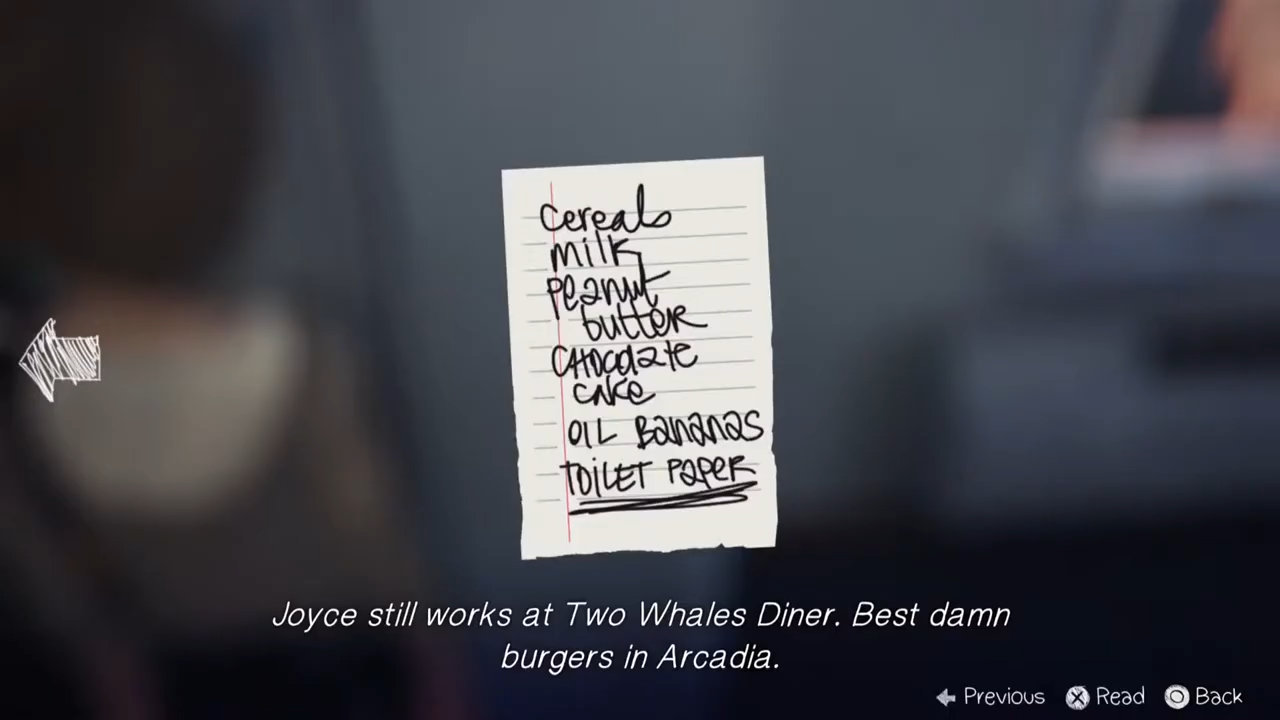 cereals
milk
peanut
butter
CHocolate
cake
OIL Bananas
TOILET PapeR
Joyce still works at Two Whales Diner. Best damn
burgers in Arcadia.
Previous Read Back